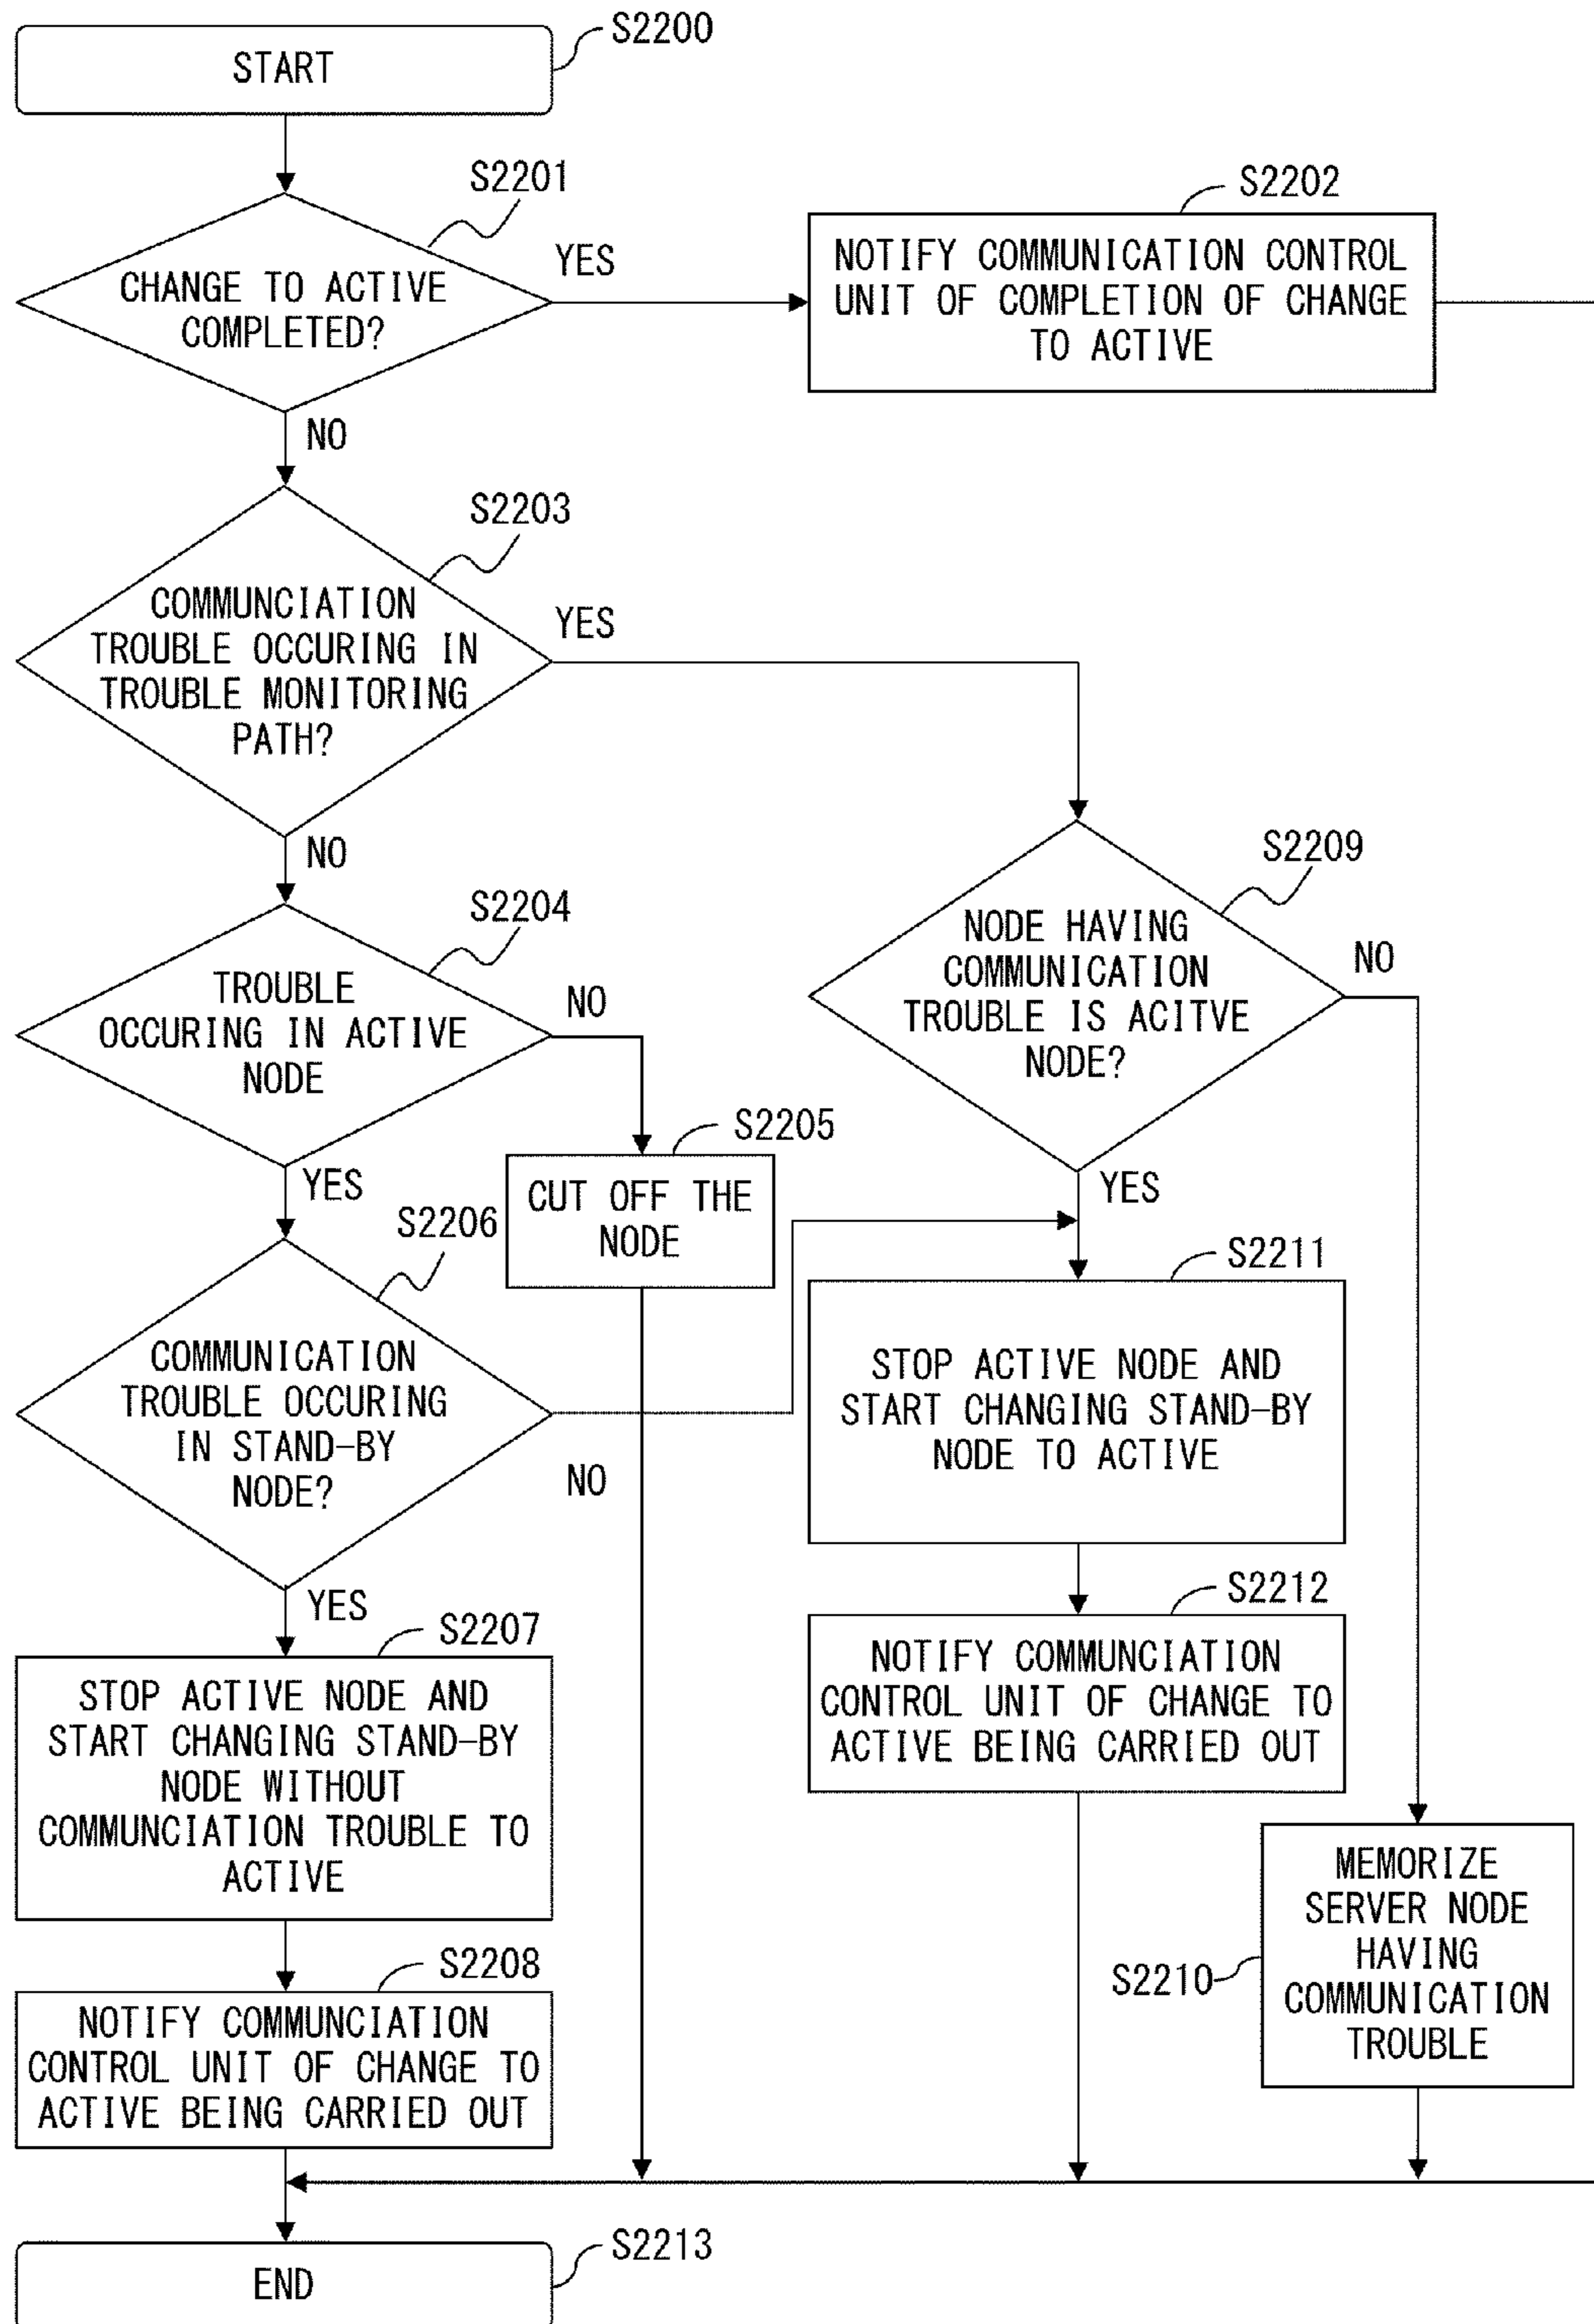 START
S2200
S2201
CHANGE TO ACTIVE
COMPLETED?
YES
S2202
NOTIFY COMMUNICATION CONTROL
UNIT OF COMPLETION OF CHANGE
TO ACTIVE
NO
S2203
COMMUNCIATION
TROUBLE OCCURING IN
TROUBLE MONITORING
PATH?
YES
NO
S2204
TROUBLE
OCCURING IN ACTIVE
NODE
NO
S2205
CUT OFF THE
NODE
YES
S2206
COMMUNICATION
TROUBLE OCCURING
IN STAND-BY
NODE?
NO
YES
S2207
STOP ACTIVE NODE AND
START CHANGING STAND-BY
NODE WITHOUT
COMMUNCIATION TROUBLE TO
ACTIVE
S2208
NOTIFY COMMUNCIATION
CONTROL UNIT OF CHANGE TO
ACTIVE BEING CARRIED OUT
S2209
NODE HAVING
COMMUNICATION
TROUBLE IS ACITVE
NODE?
NO
YES
S2211
STOP ACTIVE NODE AND
START CHANGING STAND-BY
NODE TO ACTIVE
S2212
NOTIFY COMMUNCIATION
CONTROL UNIT OF CHANGE TO
ACTIVE BEING CARRIED OUT
S2210
MEMORIZE
SERVER NODE
HAVING
COMMUNICATION
TROUBLE
END
S2213